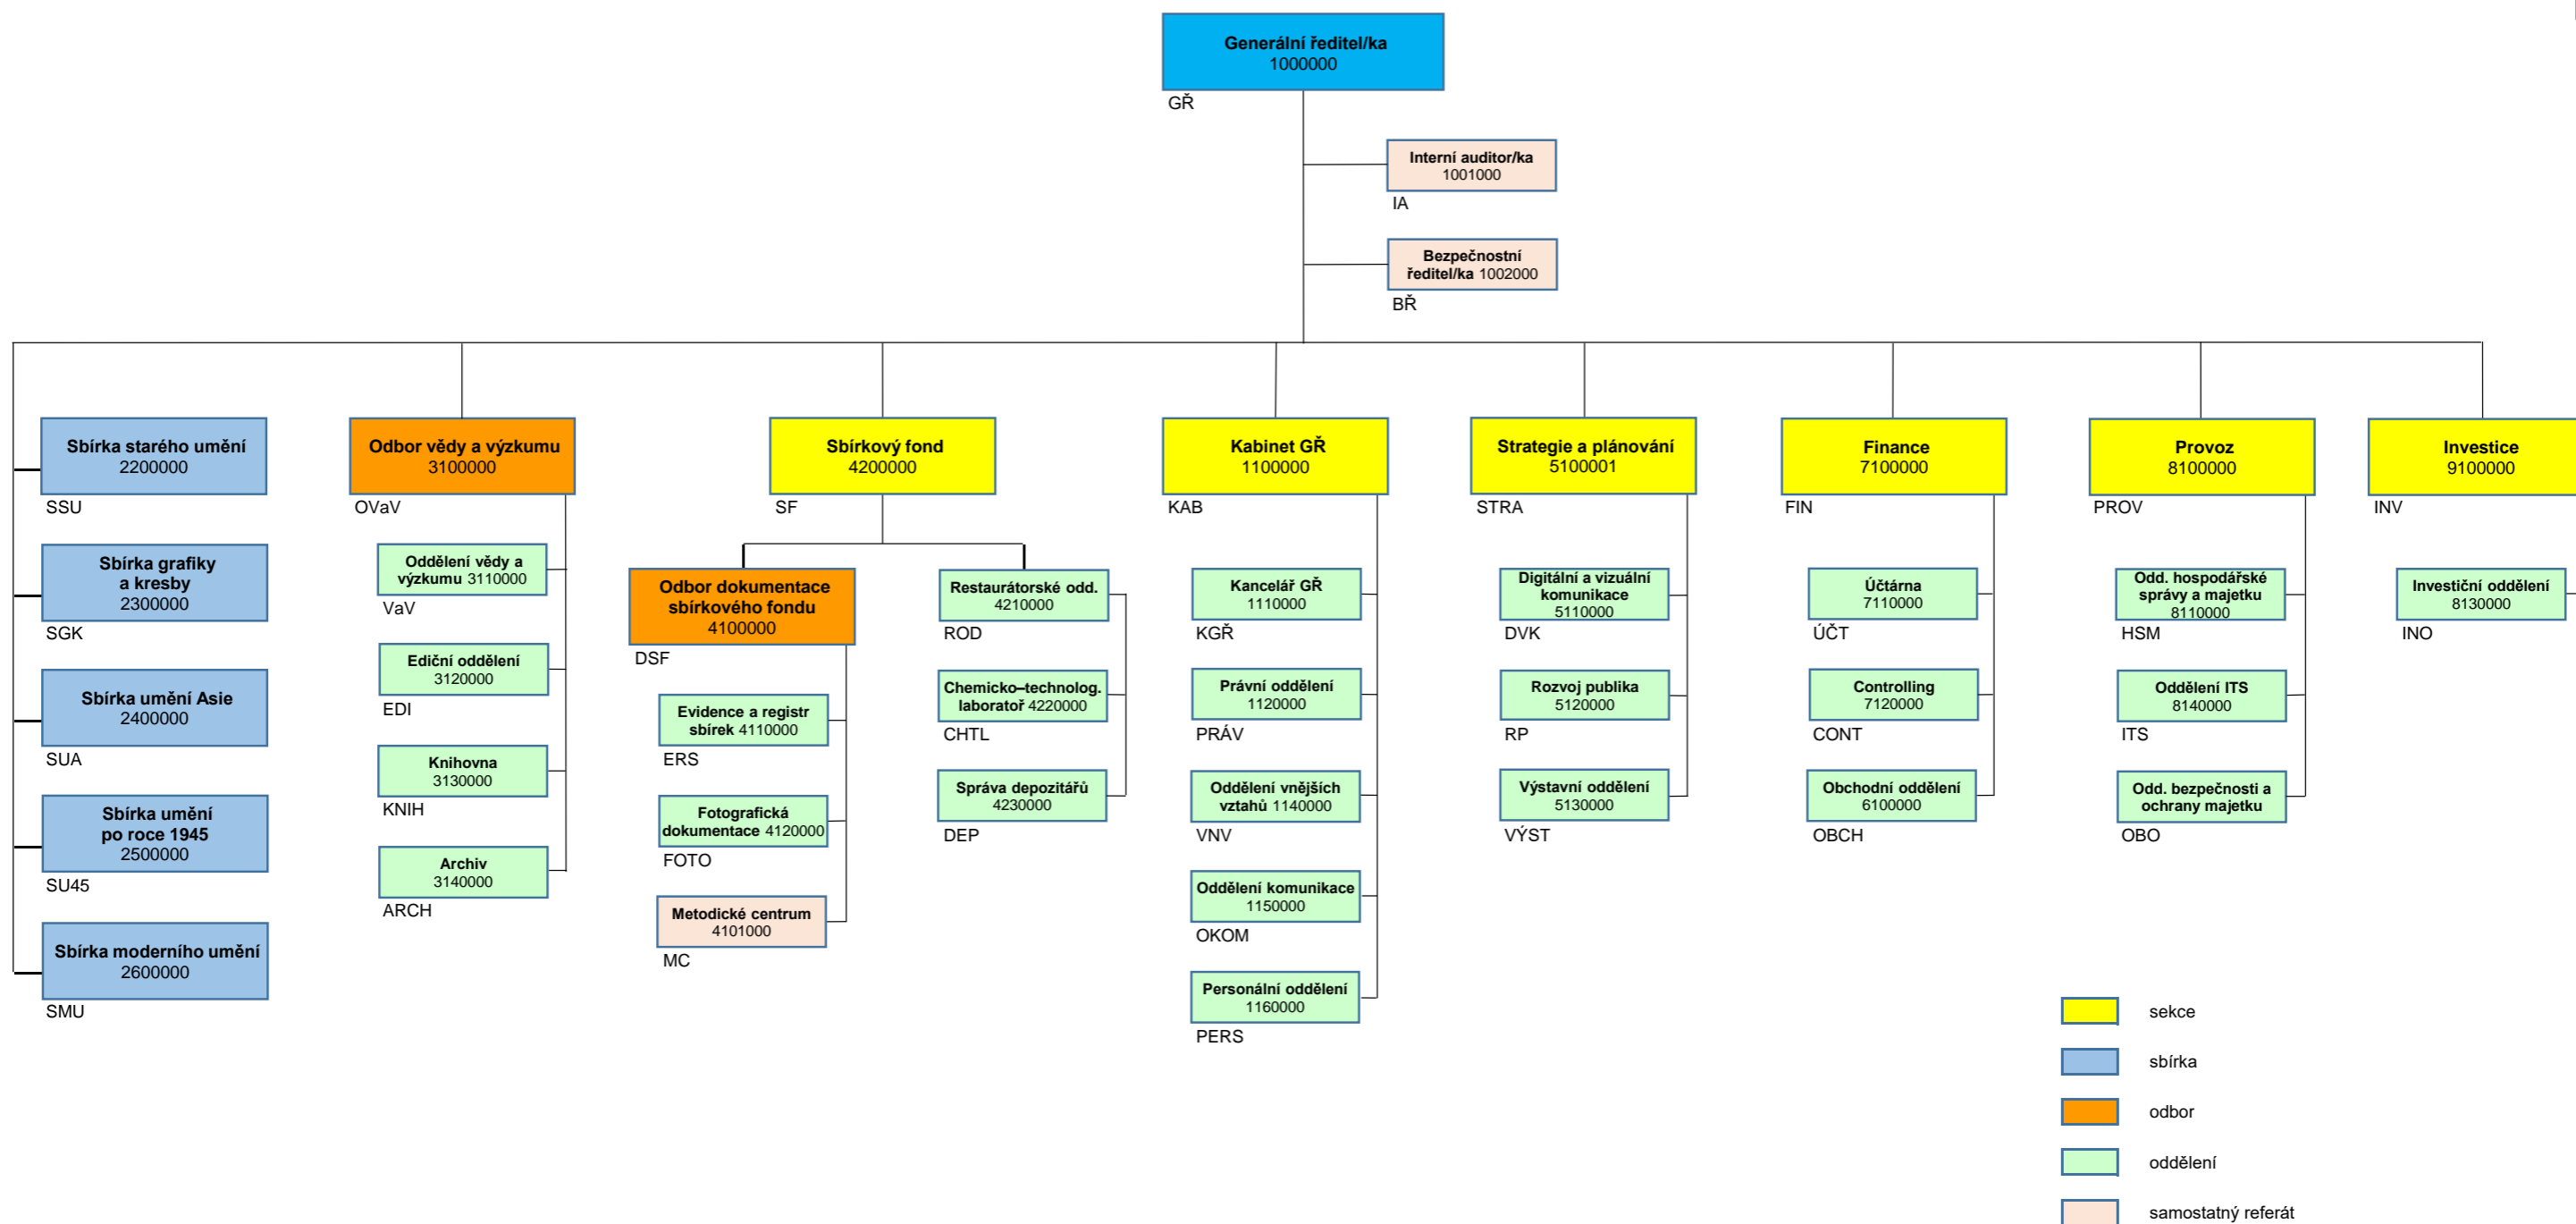 Generální ředitel/ka
1000000
GŘ
Interní auditor/ka
1001000
IA
Bezpečnostní
ředitel/ka 1002000
BŘ
Sbírka starého umění
2200000
SSU
Sbírka grafiky
a kresby
2300000
SGK
Sbírka umění Asie
2400000
SUA
Sbírka umění
po roce 1945
2500000
SU45
Sbírka moderního umění
2600000
SMU
Odbor vědy a výzkumu
3100000
OVaV
Oddělení vědy a
výzkumu 3110000
VaV
Ediční oddělení
3120000
EDI
Knihovna
3130000
KNIH
Archiv
3140000
ARCH
Sbírkový fond
4200000
SF
Odbor dokumentace
sbírkového fondu
4100000
DSF
Evidence a registr
sbírek 4110000
ERS
Fotografická
dokumentace 4120000
FOTO
Metodické centrum
4101000
MC
Restaurátorské odd.
4210000
ROD
Chemicko–technolog.
laboratoř 4220000
CHTL
Správa depozitářů
4230000
DEP
Kabinet GŘ
1100000
KAB
Kancelář GŘ
1110000
KGŘ
Právní oddělení
1120000
PRÁV
Oddělení vnějších
vztahů 1140000
VNV
Oddělení komunikace
1150000
OKOM
Personální oddělení
1160000
PERS
Strategie a plánování
5100001
STRA
Digitální a vizuální
komunikace
5110000
DVK
Rozvoj publika
5120000
RP
Výstavní oddělení
5130000
VÝST
Finance
7100000
FIN
Účtárna
7110000
ÚČT
Controlling
7120000
CONT
Obchodní oddělení
6100000
OBCH
Provoz
8100000
PROV
Odd. hospodářské
správy a majetku
8110000
HSM
Oddělení ITS
8140000
ITS
Odd. bezpečnosti a
ochrany majetku
OBO
Investice
9100000
INV
Investiční oddělení
8130000
INO
sekce
sbírka
odbor
oddělení
samostatný referát